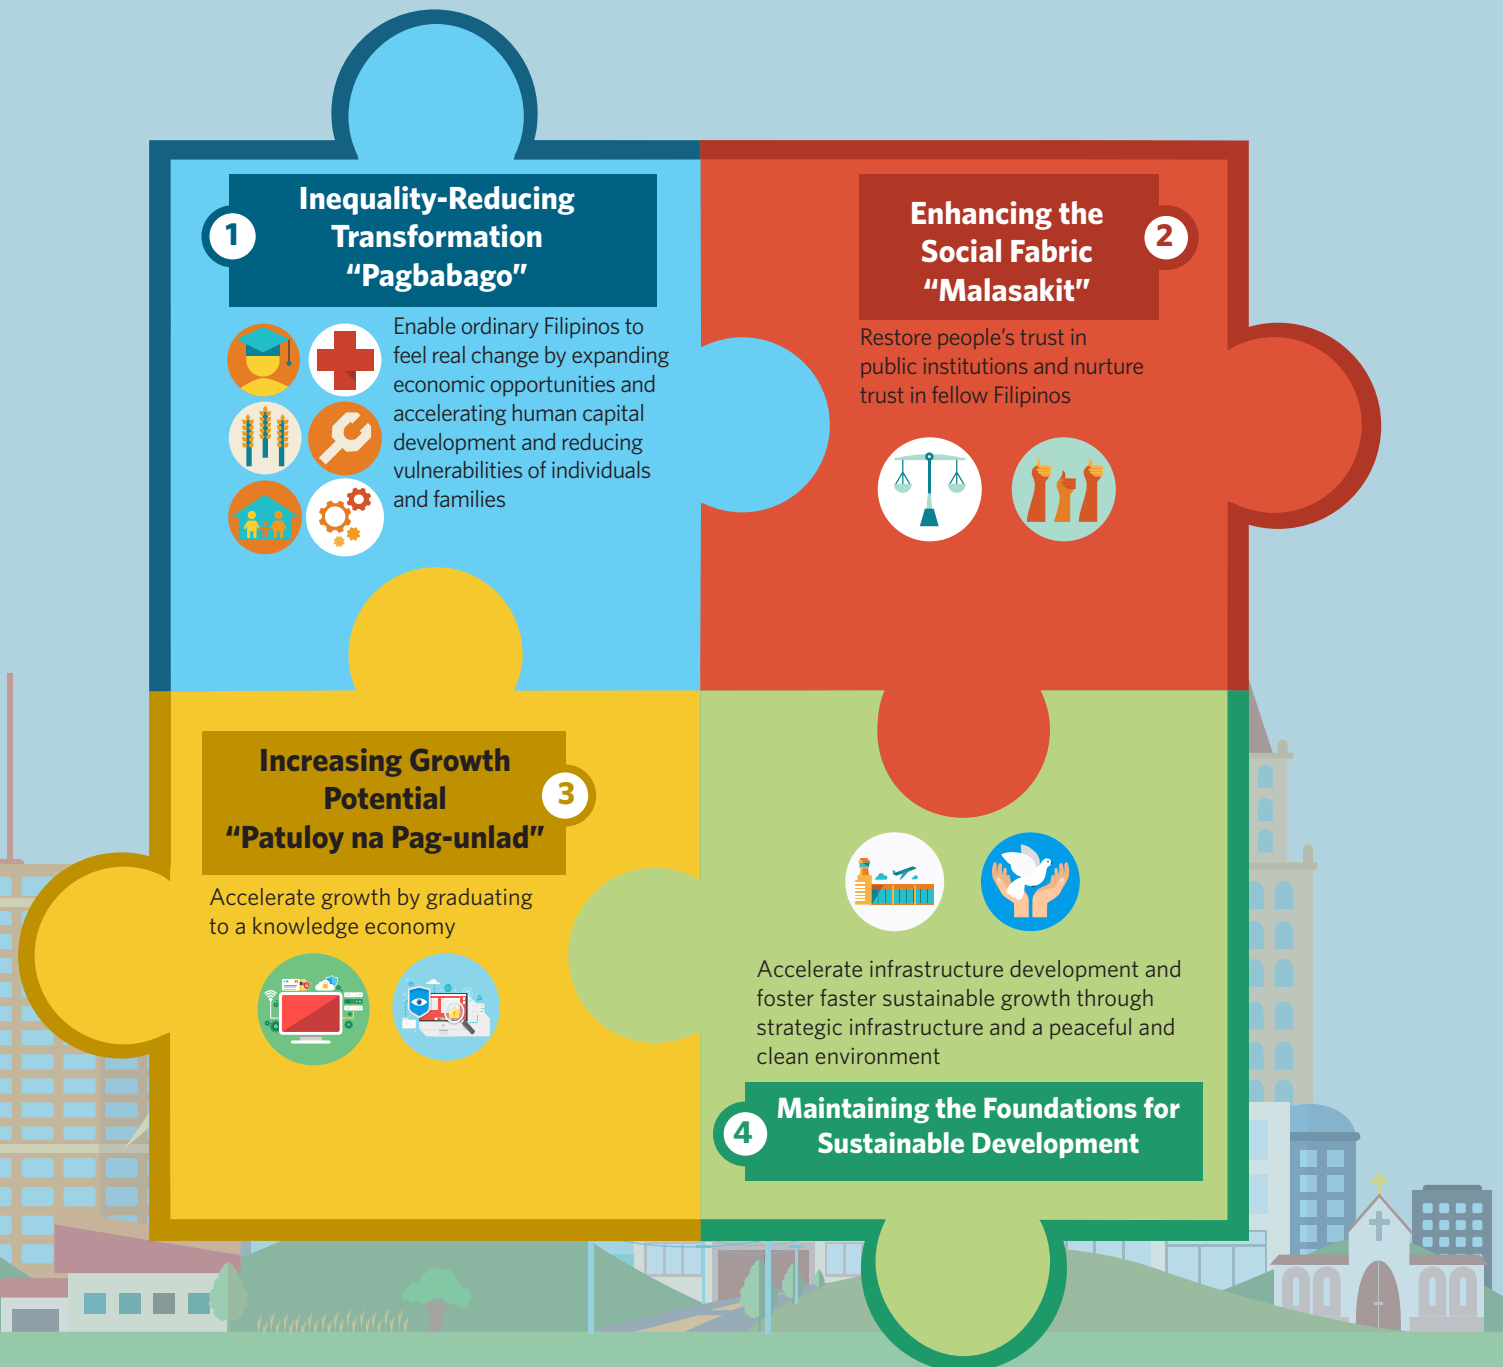 1
Inequality-Reducing
Transformation
“Pagbabago”
Enable ordinary Filipinos to
feel real change by expanding
economic opportunities and
accelerating human capital
development and reducing
vulnerabilities of individuals
and families
Enhancing the
Social Fabric
“Malasakit”
2
Restore people’s trust in
public institutions and nurture
trust in fellow Filipinos
Increasing Growth
Potential
“Patuloy na Pag-unlad”
3
Accelerate growth by graduating
to a knowledge economy
Accelerate infrastructure development and
foster faster sustainable growth through
strategic infrastructure and a peaceful and
clean environment
4
Maintaining the Foundations for
Sustainable Development